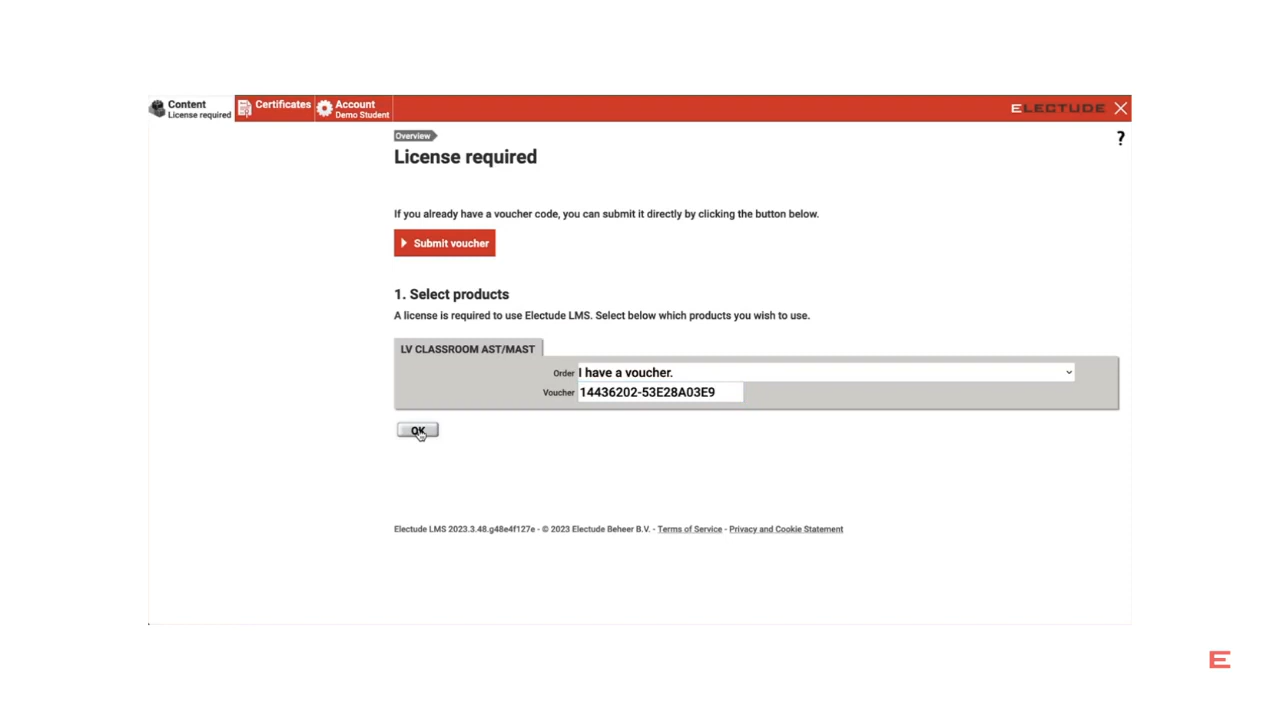 Content
License required
Certificates
Account
Demo Student
ELECTUDE
Overview
?
License required
If you already have a voucher code, you can submit it directly by clicking the button below.
Submit voucher
1. Select products
A license is required to use Electude LMS. Select below which products you wish to use.
LV CLASSROOM AST/MAST
Order I have a voucher.
Voucher 14436202-53E28A03E9
OK
Electude LMS 2023.3.48.g48e4f127e - © 2023 Electude Beheer B.V. - Terms of Service - Privacy and Cookie Statement
E